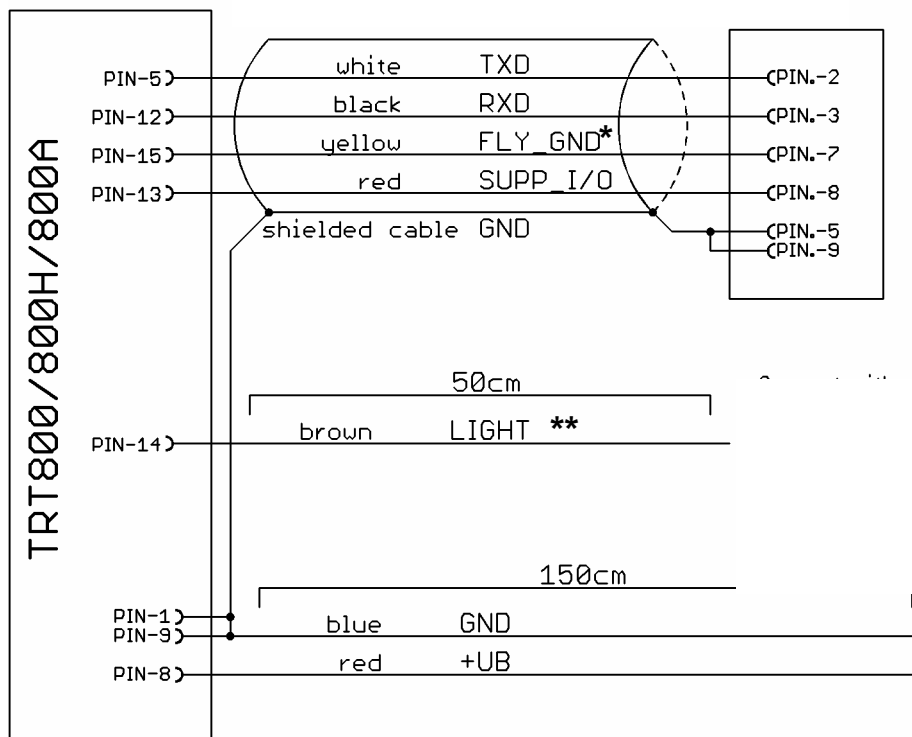 TRT800/800H/800A
PIN-5 white TXD PIN.-2
PIN-12 black RXD PIN.-3
PIN-15 yellow FLY_GND* PIN.-7
PIN-13 red SUPP_I/O PIN.-8
shielded cable GND PIN.-5
PIN.-9
50cm
PIN-14 brown LIGHT **
150cm
PIN-1
PIN-9 blue GND
PIN-8 red +UB